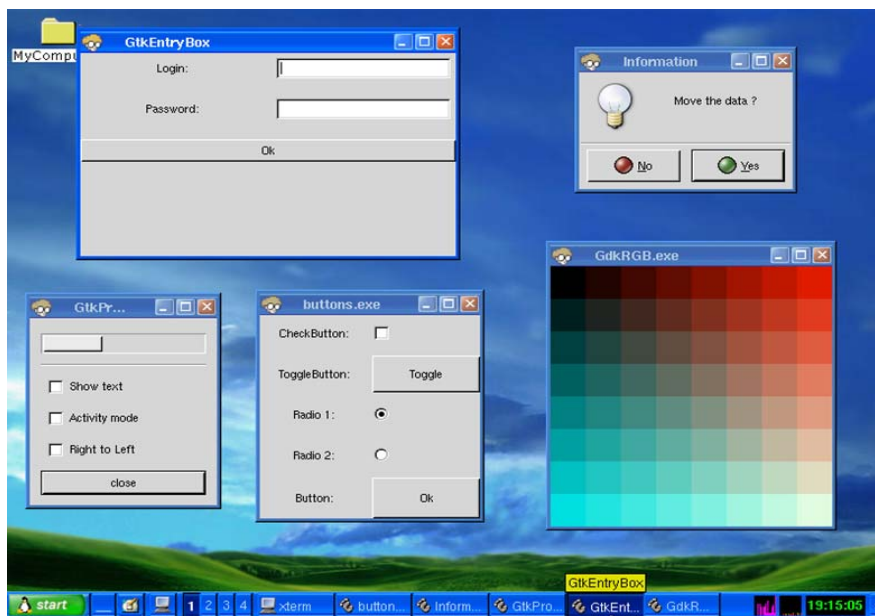 MyCompu
GtkEntryBox
Login:
Password:
Ok
Information
Move the data ?
No
Yes
GdkRGB.exe
GtkPr...
Show text
Activity mode
Right to Left
close
buttons.exe
CheckButton:
ToggleButton:
Toggle
Radio 1:
Radio 2:
Button:
Ok
GtkEntryBox
start
1 2 3 4
xterm
button...
Inform...
GtkPro...
GtkEnt...
GdkR...
19:15:05